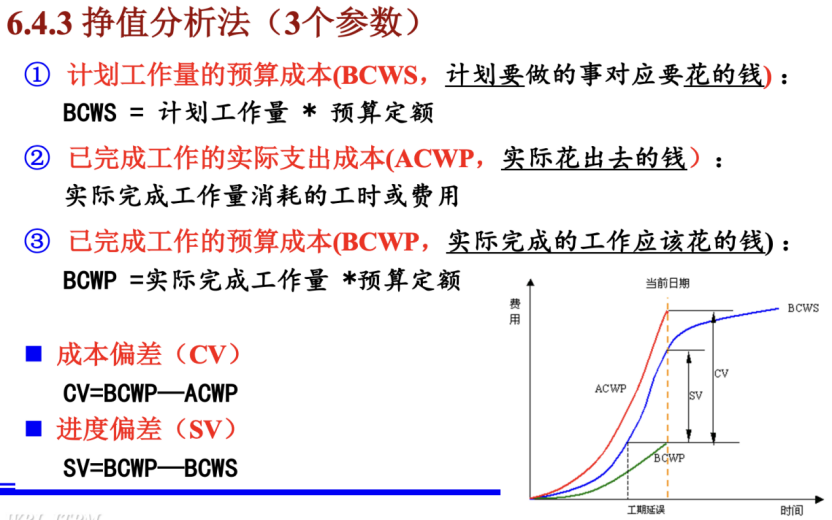 6.4.3 挣值分析法（3个参数）
① 计划工作量的预算成本(BCWS，计划要做的事对应要花的钱)：
BCWS = 计划工作量 * 预算定额
② 已完成工作的实际支出成本(ACWP，实际花出去的钱）：
实际完成工作量消耗的工时或费用
③ 已完成工作的预算成本(BCWP，实际完成的工作应该花的钱)：
BCWP =实际完成工作量 *预算定额
■ 成本偏差（CV）
CV=BCWP—ACWP
■ 进度偏差（SV）
SV=BCWP—BCWS
当前日期
费用
BCWS
CV
ACWP
SV
BCWP
工期延误
时间